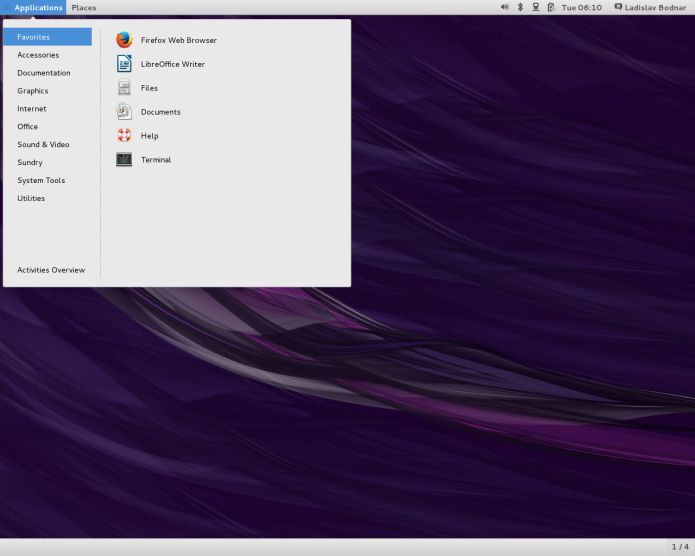 Applications Places Tue 06:10 Ladislav Bodnar
Favorites
Accessories
Documentation
Graphics
Internet
Office
Sound & Video
Sundry
System Tools
Utilities
Activities Overview
Firefox Web Browser
LibreOffice Writer
Files
Documents
Help
Terminal
1 / 4